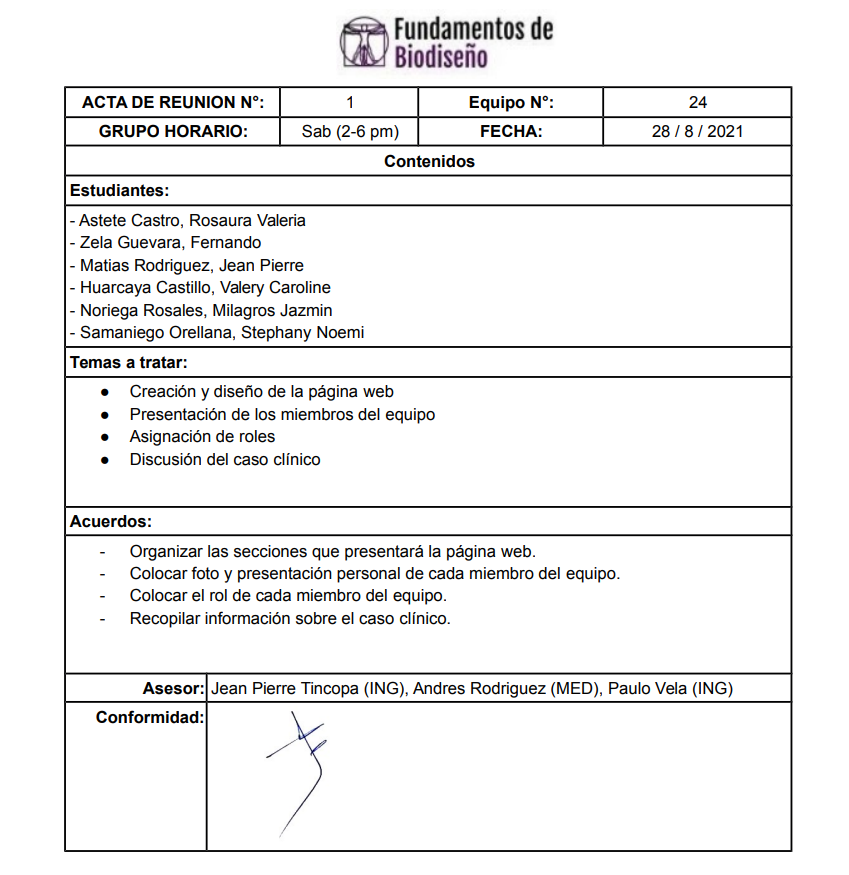 Fundamentos de
Biodiseño
ACTA DE REUNION N°: 1 Equipo N°: 24
GRUPO HORARIO: Sab (2-6 pm) FECHA: 28 / 8 / 2021
Contenidos
Estudiantes:
- Astete Castro, Rosaura Valeria
- Zela Guevara, Fernando
- Matias Rodriguez, Jean Pierre
- Huarcaya Castillo, Valery Caroline
- Noriega Rosales, Milagros Jazmin
- Samaniego Orellana, Stephany Noemi
Temas a tratar:
● Creación y diseño de la página web
● Presentación de los miembros del equipo
● Asignación de roles
● Discusión del caso clínico
Acuerdos:
- Organizar las secciones que presentará la página web.
- Colocar foto y presentación personal de cada miembro del equipo.
- Colocar el rol de cada miembro del equipo.
- Recopilar información sobre el caso clínico.
Asesor: Jean Pierre Tincopa (ING), Andres Rodriguez (MED), Paulo Vela (ING)
Conformidad: